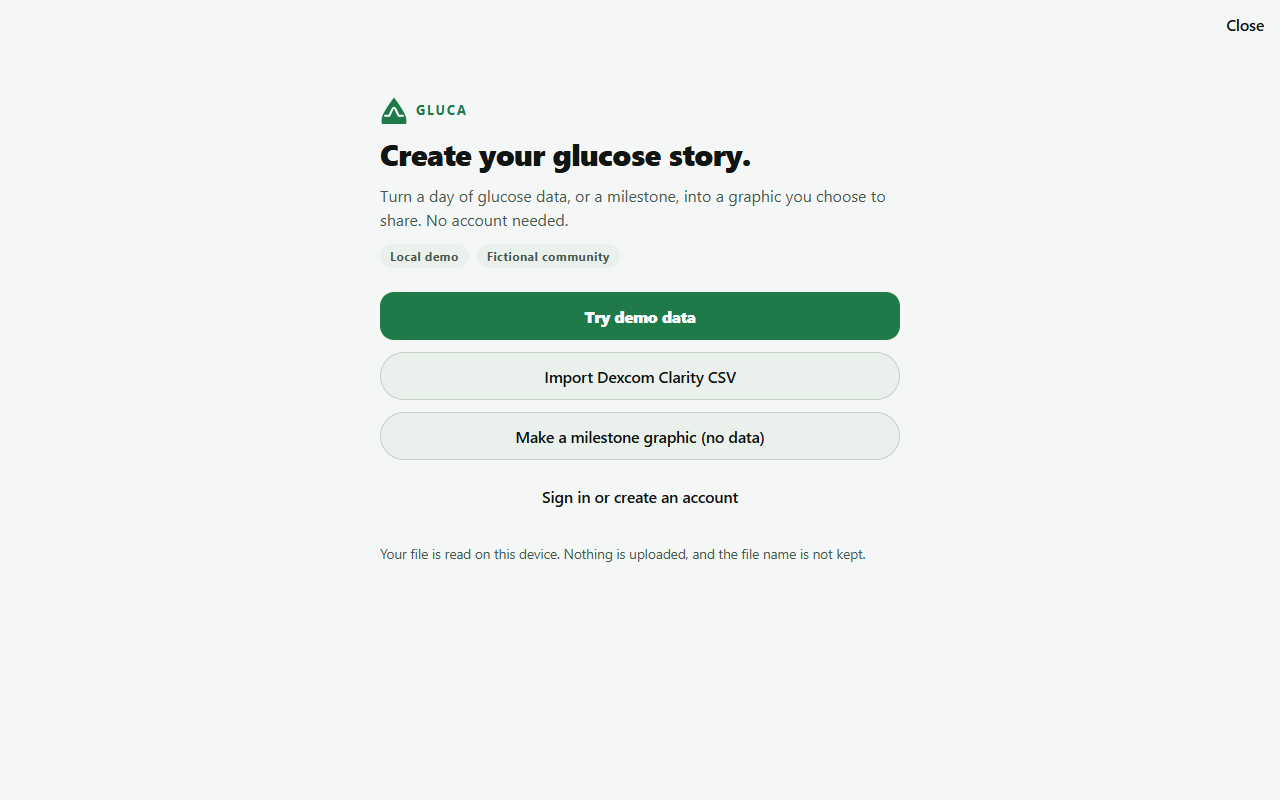 Close
GLUCA
Create your glucose story.
Turn a day of glucose data, or a milestone, into a graphic you choose to
share. No account needed.
Local demo
Fictional community
Try demo data
Import Dexcom Clarity CSV
Make a milestone graphic (no data)
Sign in or create an account
Your file is read on this device. Nothing is uploaded, and the file name is not kept.